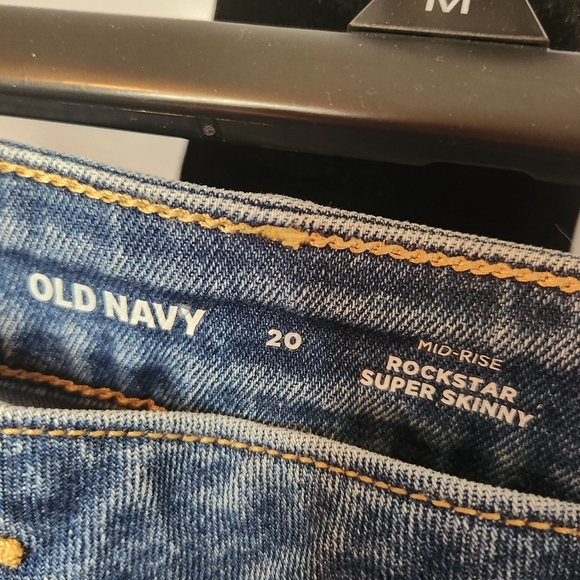 M
OLD NAVY
20
MID-RISE
ROCKSTAR
SUPER SKINNY